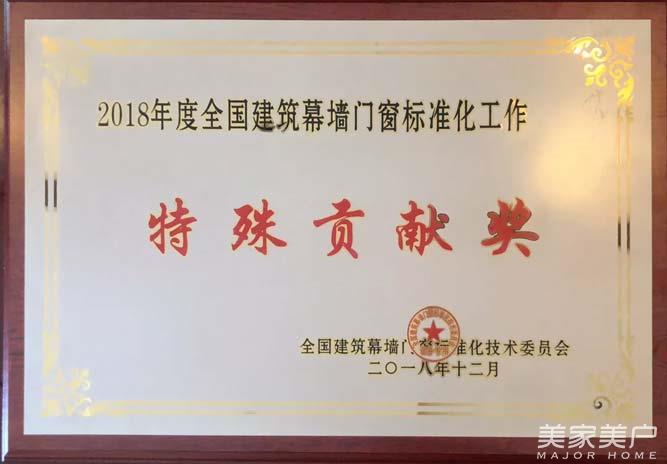 2018年度全国建筑幕墙门窗标准化工作
特殊贡献奖
全国建筑幕墙门窗标准化技术委员会
二〇一八年十二月
美家美户
MAJOR HOME